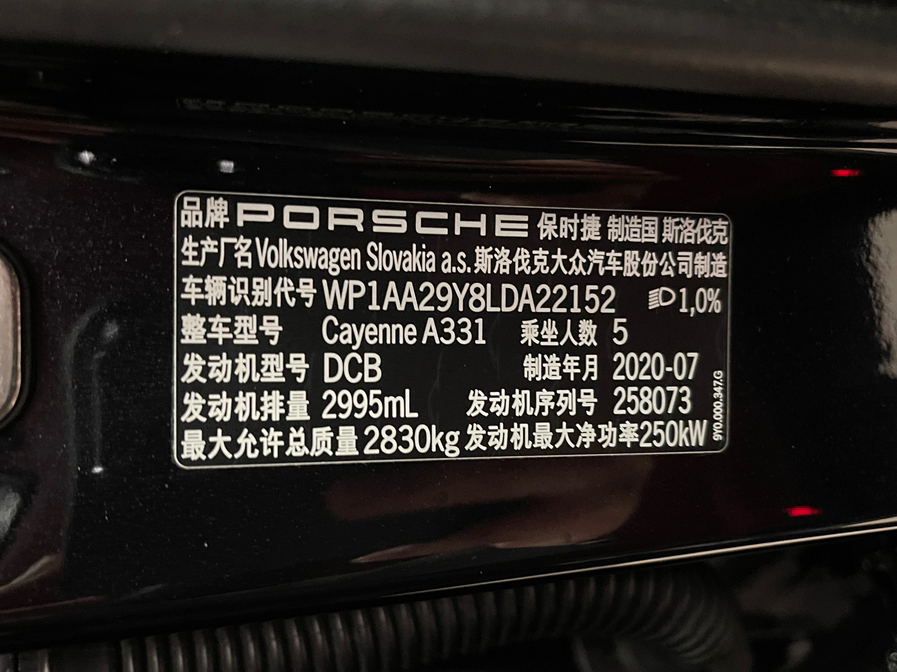 品牌 PORSCHE 保时捷 制造国 斯洛伐克
生产厂名 Volkswagen Slovakia a.s. 斯洛伐克大众汽车股份公司制造
车辆识别代号 WP1AA29Y8LDA22152 1,0%
整车型号 Cayenne A331 乘坐人数 5
发动机型号 DCB 制造年月 2020-07
发动机排量 2995mL 发动机序列号 258073
最大允许总质量 2830kg 发动机最大净功率 250kW
9Y0.000.347.G